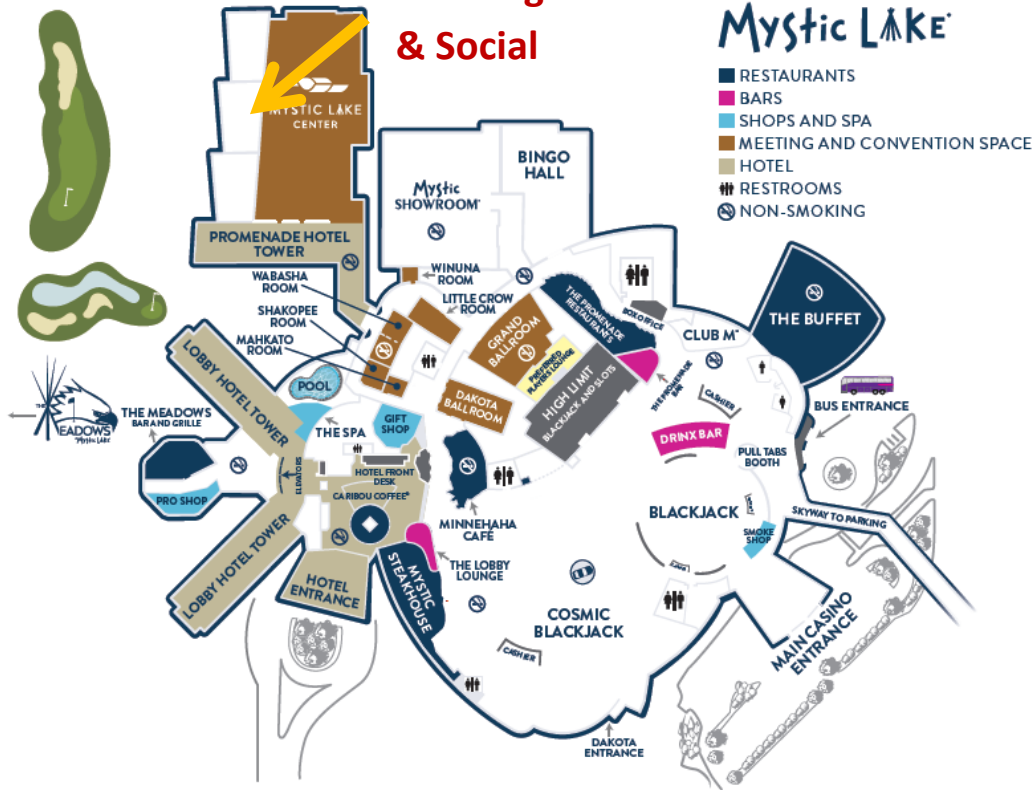 & Social
Mystic LAKE
RESTAURANTS
BARS
SHOPS AND SPA
MEETING AND CONVENTION SPACE
HOTEL
RESTROOMS
NON-SMOKING
MYSTIC LAKE
CENTER
BINGO
HALL
Mystic
SHOWROOM
PROMENADE HOTEL
TOWER
WABASHA
ROOM
WINUNA
ROOM
SHAKOPEE
ROOM
LITTLE CROW
ROOM
MAHKATO
ROOM
THE PROMENADE
RESTAURANTS
BOX OFFICE
GRAND
BALLROOM
CLUB M
THE BUFFET
PREFERRED
PLAYERS LOUNGE
HIGH LIMIT
BLACKJACK AND SLOTS
THE PROMENADE
BAR
CASHIER
BUS ENTRANCE
LOBBY HOTEL TOWER
POOL
DAKOTA
BALLROOM
THE MEADOWS
BAR AND GRILLE
THE
MEADOWS
Mystic Lake
THE SPA
GIFT
SHOP
DRINX BAR
PULL TABS
BOOTH
ELEVATORS
HOTEL FRONT
DESK
CARIBOU COFFEE
PRO SHOP
MINNEHAHA
CAFÉ
BLACKJACK
SMOKE
SHOP
SKYWAY TO PARKING
LOBBY HOTEL TOWER
HOTEL
ENTRANCE
MYSTIC
STEAKHOUSE
THE LOBBY
LOUNGE
COSMIC
BLACKJACK
CASHIER
MAIN CASINO
ENTRANCE
DAKOTA
ENTRANCE